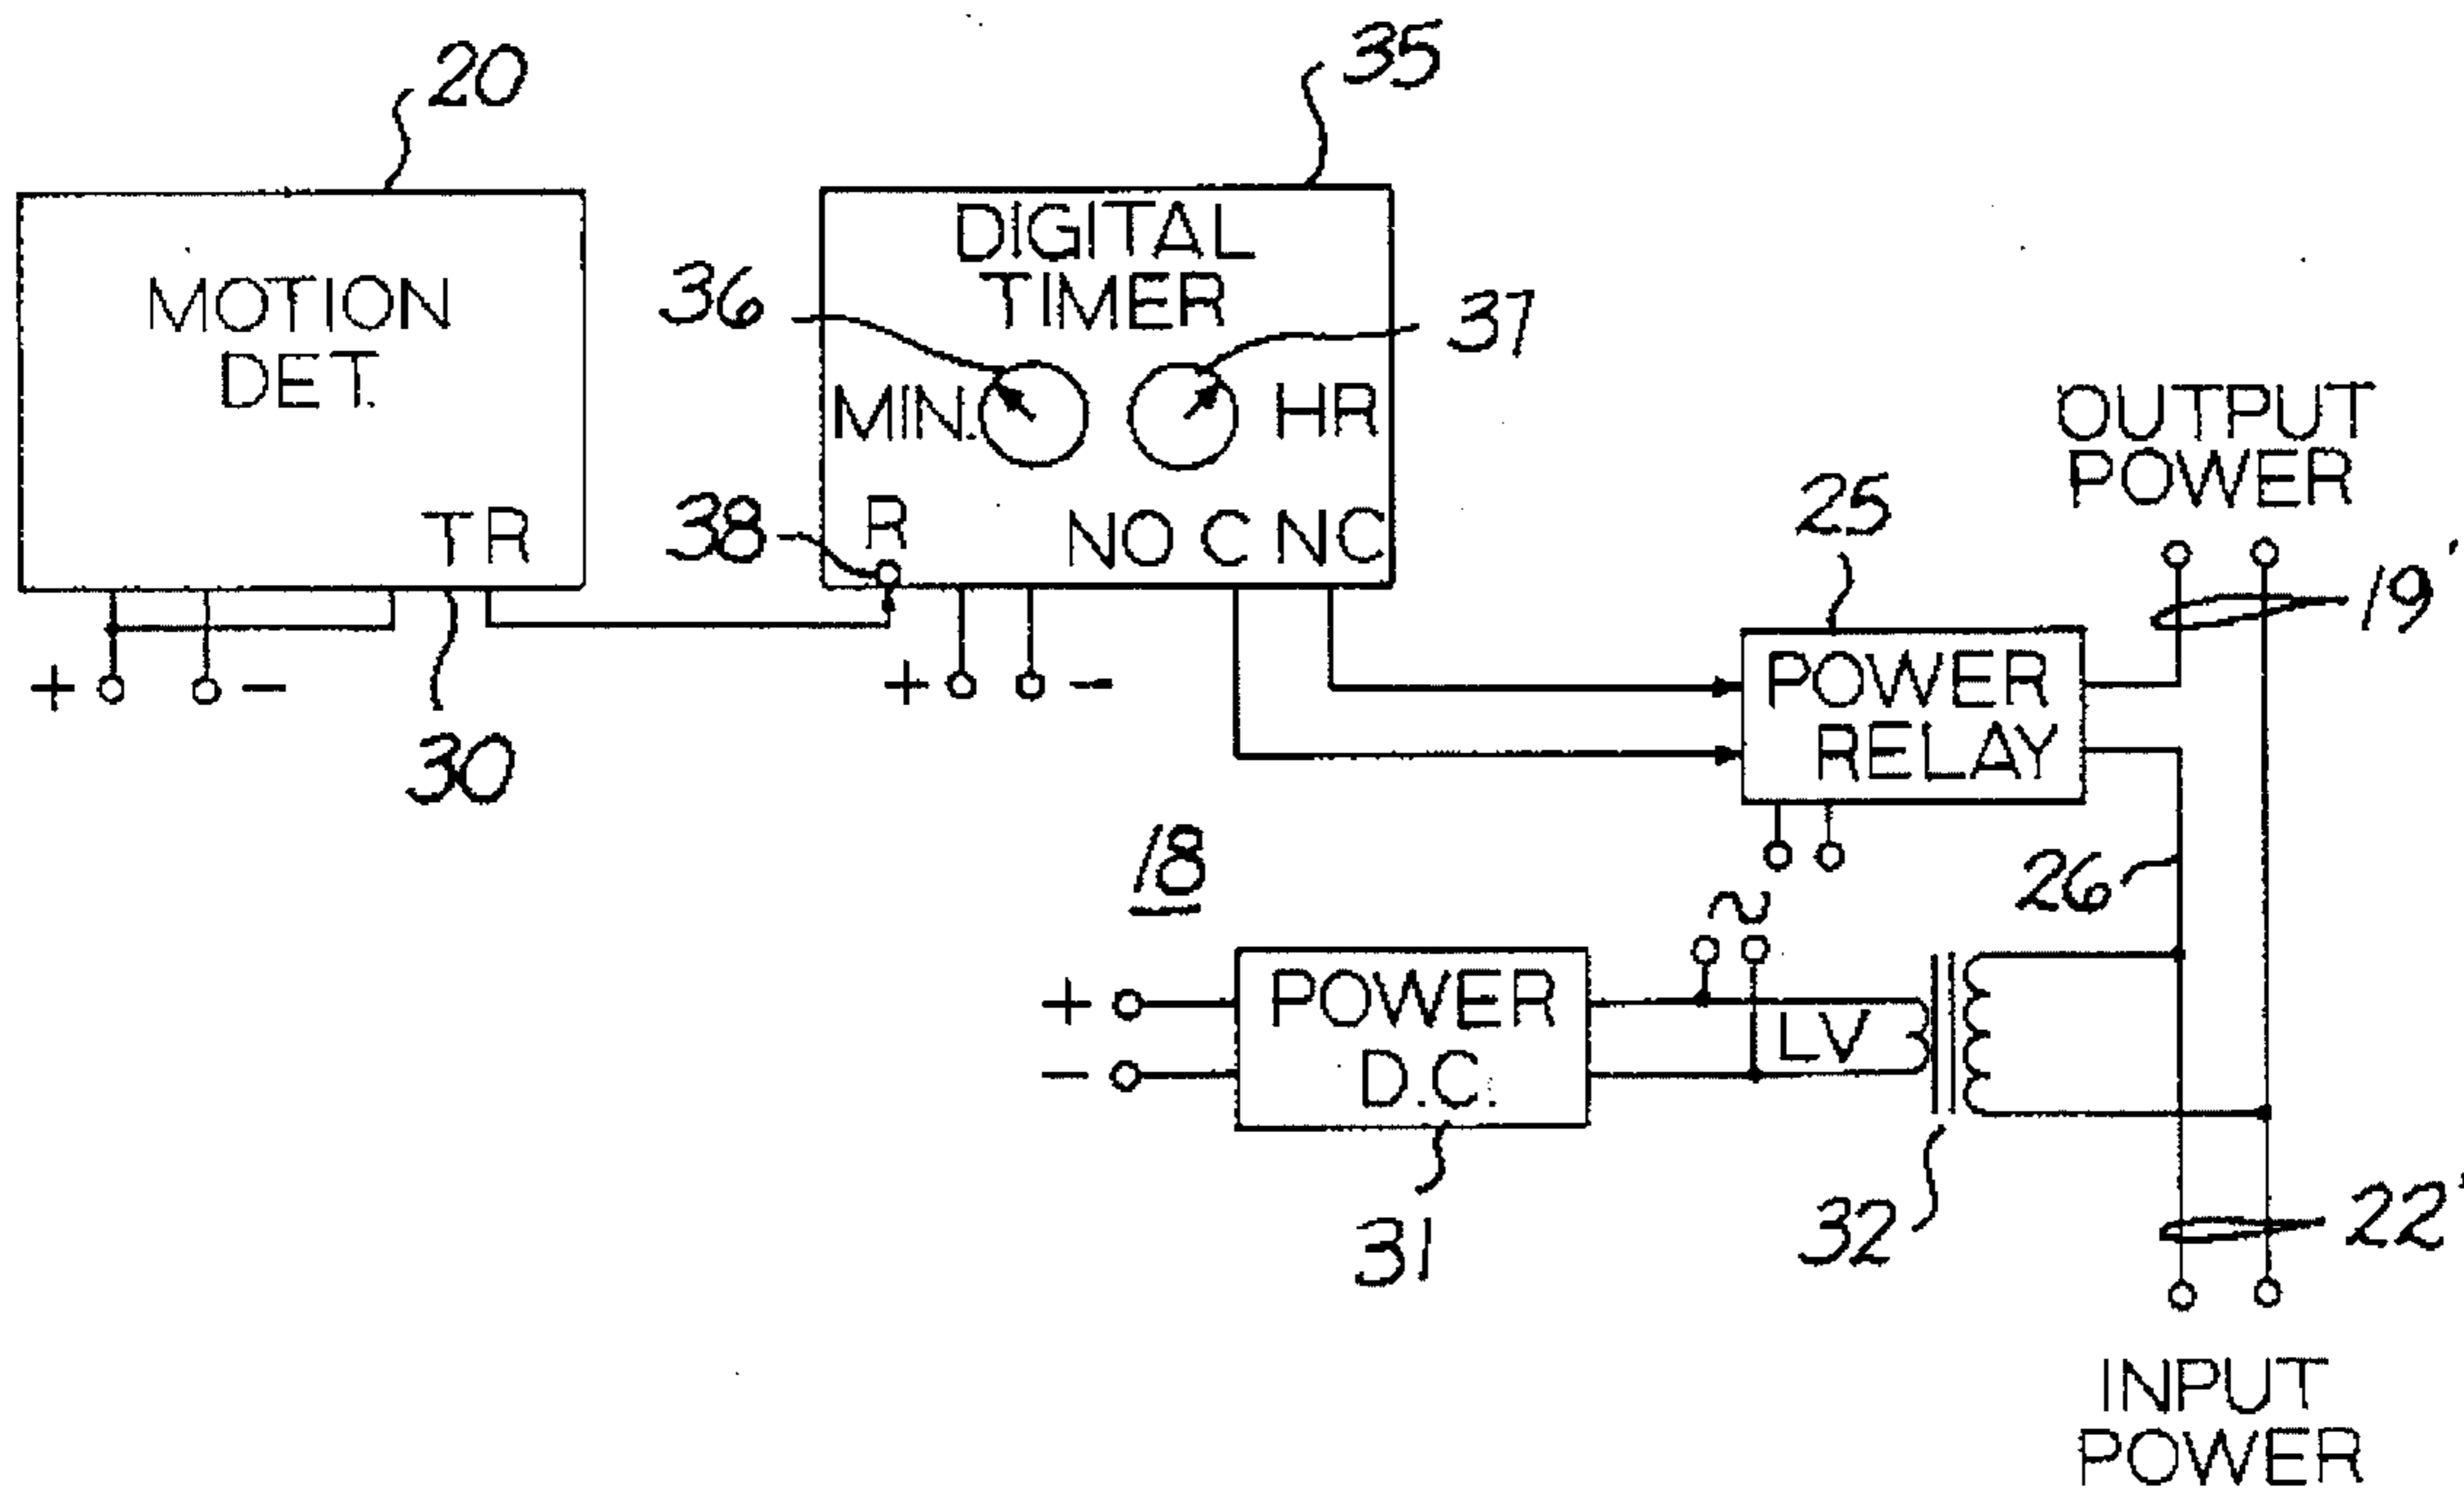 20
35
MOTION
DET.
TR
+
−
30
DIGITAL
TIMER
36
37
MIN.
HR
38
R
NO C NC
+
-
OUTPUT
POWER
25
19'
POWER
RELAY
18
26
~
+
−
POWER
D.C.
LV
31
32
22'
INPUT
POWER